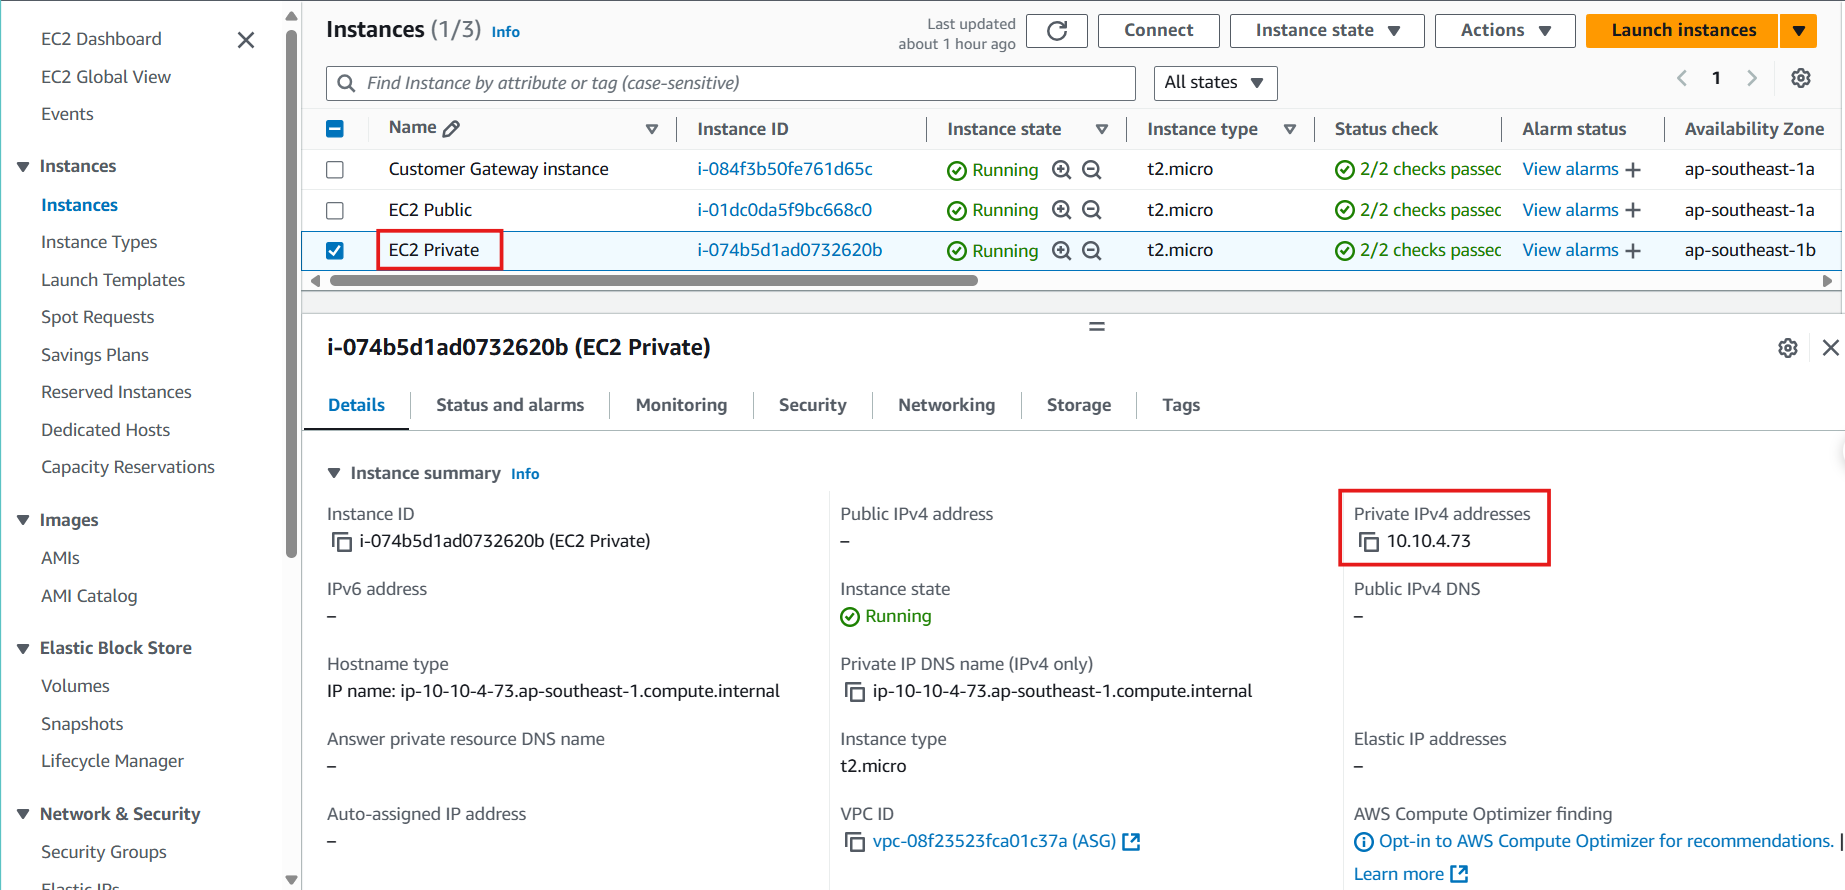 EC2 Dashboard
EC2 Global View
Events
Instances
Instances
Instance Types
Launch Templates
Spot Requests
Savings Plans
Reserved Instances
Dedicated Hosts
Capacity Reservations
Images
AMIs
AMI Catalog
Elastic Block Store
Volumes
Snapshots
Lifecycle Manager
Network & Security
Security Groups
Elastic IPs
Instances (1/3) Info
Last updated
about 1 hour ago
Connect
Instance state
Actions
Launch instances
Find Instance by attribute or tag (case-sensitive)
All states
1
Name Instance ID Instance state Instance type Status check Alarm status Availability Zone
Customer Gateway instance i-084f3b50fe761d65c Running t2.micro 2/2 checks passec View alarms + ap-southeast-1a
EC2 Public i-01dc0da5f9bc668c0 Running t2.micro 2/2 checks passec View alarms + ap-southeast-1a
EC2 Private i-074b5d1ad0732620b Running t2.micro 2/2 checks passec View alarms + ap-southeast-1b
i-074b5d1ad0732620b (EC2 Private)
Details Status and alarms Monitoring Security Networking Storage Tags
Instance summary Info
Instance ID
i-074b5d1ad0732620b (EC2 Private)
Public IPv4 address
–
Private IPv4 addresses
10.10.4.73
IPv6 address
–
Instance state
Running
Public IPv4 DNS
–
Hostname type
IP name: ip-10-10-4-73.ap-southeast-1.compute.internal
Private IP DNS name (IPv4 only)
ip-10-10-4-73.ap-southeast-1.compute.internal
Answer private resource DNS name
–
Instance type
t2.micro
Elastic IP addresses
–
Auto-assigned IP address
–
VPC ID
vpc-08f23523fca01c37a (ASG)
AWS Compute Optimizer finding
Opt-in to AWS Compute Optimizer for recommendations. |
Learn more